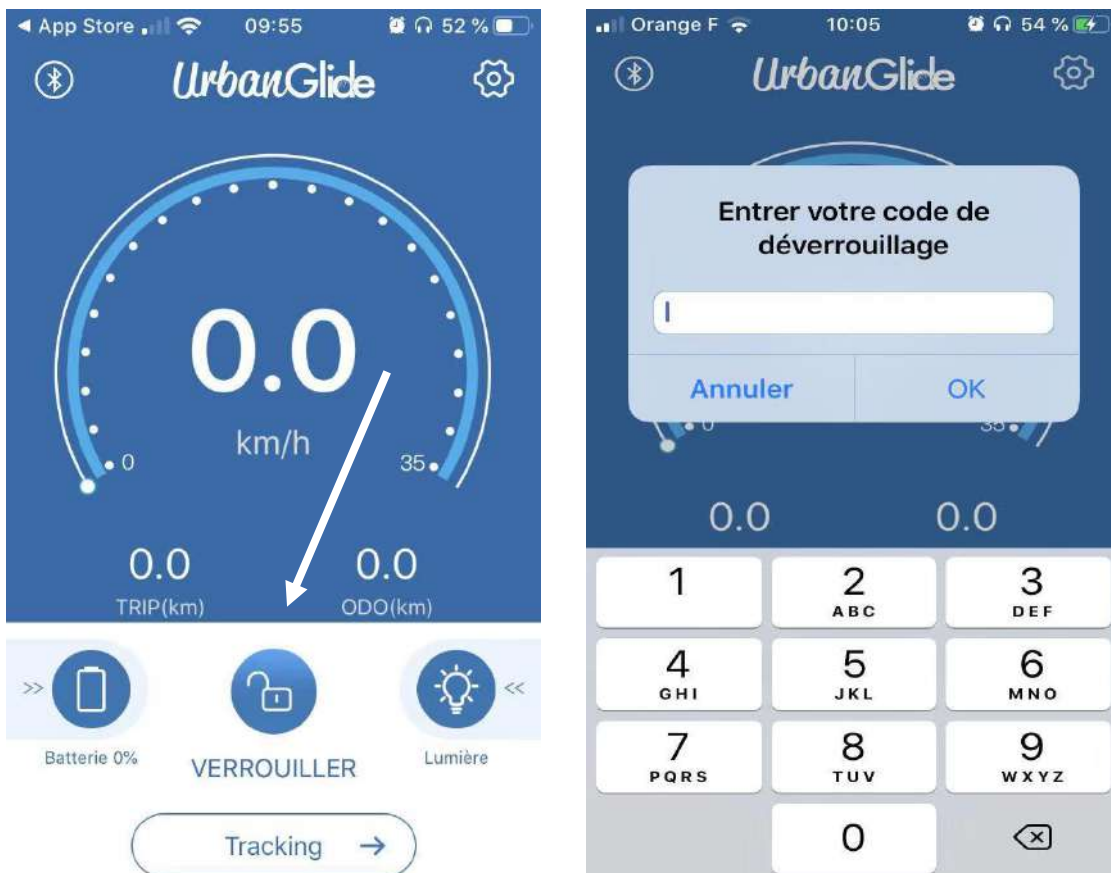 App Store 09:55 52 %
UrbanGlide
0.0
km/h
0 35
0.0 0.0
TRIP(km) ODO(km)
>> <<
Batterie 0% VERROUILLER Lumière
Tracking →
Orange F 10:05 54 %
UrbanGlide
Entrer votre code de
déverrouillage
Annuler OK
0 35
0.0 0.0
1 2 3
ABC DEF
4 5 6
GHI JKL MNO
7 8 9
PQRS TUV WXYZ
0